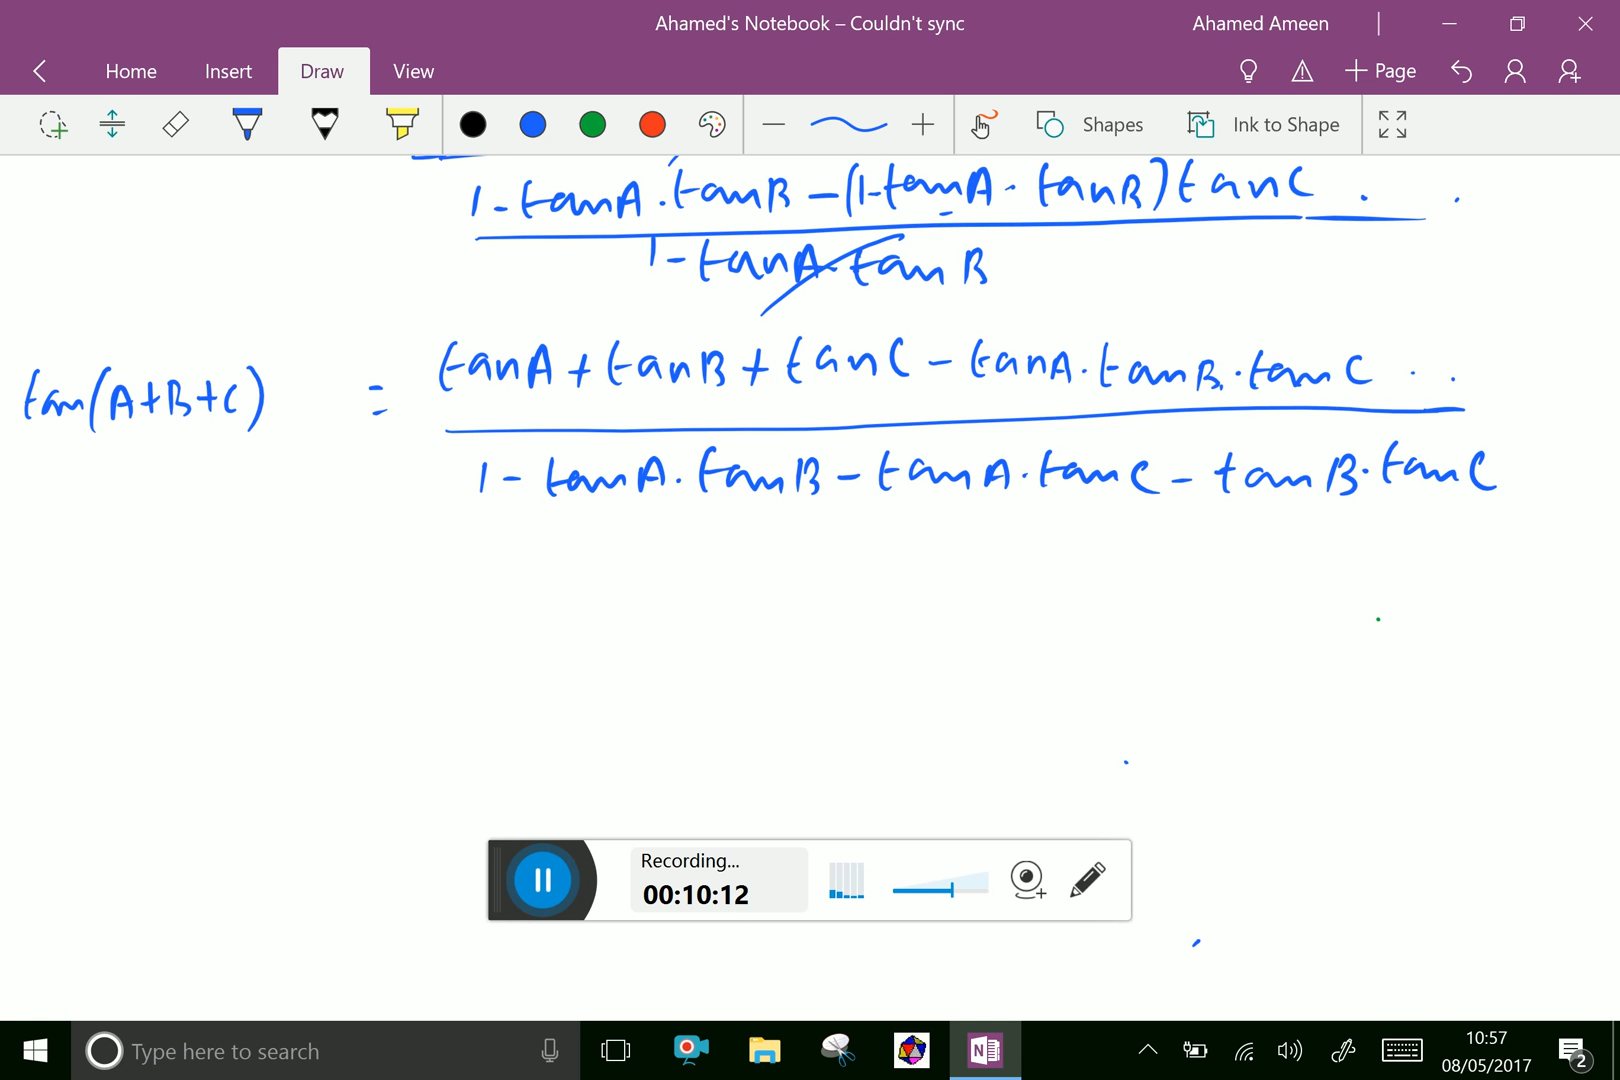 Ahamed's Notebook – Couldn't sync
Ahamed Ameen
Home Insert Draw View
Page
Shapes
Ink to Shape
1-tanA.tanB-(1-tanA.tanB)tanC
1-tanA.tanB
tan(A+B+C) = tanA+tanB+tanC-tanA.tanB.tanC
1-tanA.tanB-tanA.tanC-tanB.tanC
Recording...
00:10:12
Type here to search
N
10:57
08/05/2017
2